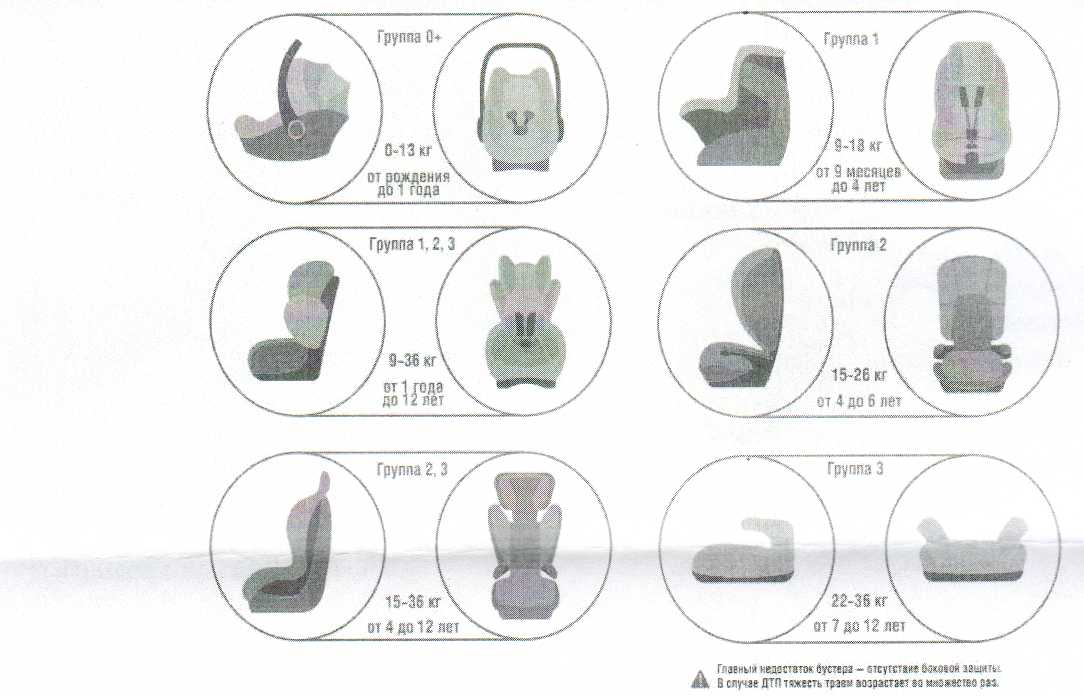 Группа 0+
0-13 кг
от рождения
до 1 года
Группа 1
9-18 кг
от 9 месяцев
до 4 лет
Группа 1, 2, 3
9-36 кг
от 1 года
до 12 лет
Группа 2
15-26 кг
от 4 до 6 лет
Группа 2, 3
15-36 кг
от 4 до 12 лет
Группа 3
22-36 кг
от 7 до 12 лет
Главный недостаток бустера — отсутствие боковой защиты.
В случае ДТП тяжесть травм возрастает во множество раз.